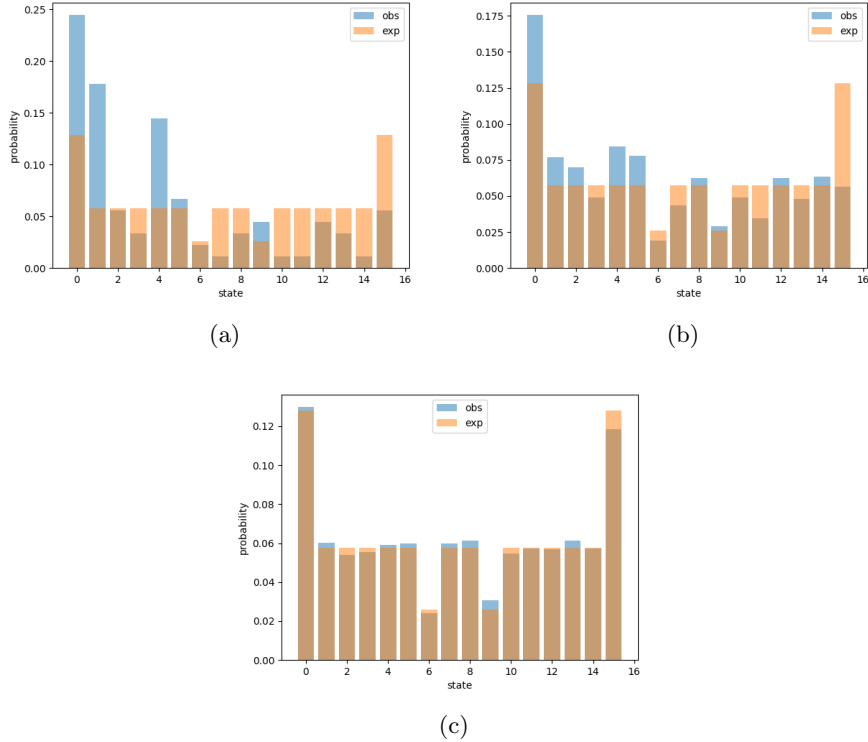 0.25
0.20
0.15
0.10
0.05
0.00
probability
obs
exp
0 2 4 6 8 10 12 14 16
state
(a)
0.175
0.150
0.125
0.100
0.075
0.050
0.025
0.000
probability
obs
exp
0 2 4 6 8 10 12 14 16
state
(b)
0.12
0.10
0.08
0.06
0.04
0.02
0.00
probability
obs
exp
0 2 4 6 8 10 12 14 16
state
(c)